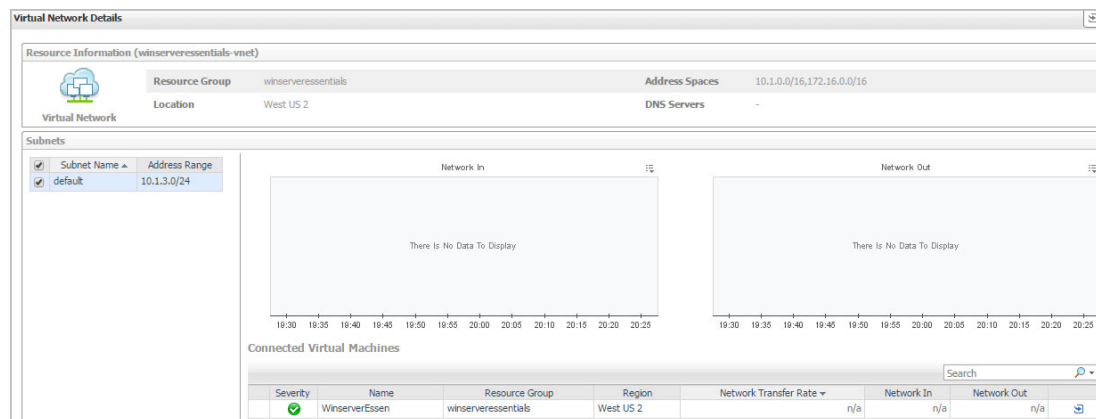 Virtual Network Details
Resource Information (winserveressentials-vnet)
Resource Group winserveressentials Address Spaces 10.1.0.0/16,172.16.0.0/16
Location West US 2 DNS Servers -
Virtual Network
Subnets
Subnet Name Address Range
default 10.1.3.0/24
Network In Network Out
There Is No Data To Display There Is No Data To Display
19:30 19:35 19:40 19:45 19:50 19:55 20:00 20:05 20:10 20:15 20:20 20:25 19:30 19:35 19:40 19:45 19:50 19:55 20:00 20:05 20:10 20:15 20:20 20:25
Connected Virtual Machines
Search
Severity Name Resource Group Region Network Transfer Rate Network In Network Out
WinserverEssen winserveressentials West US 2 n/a n/a n/a